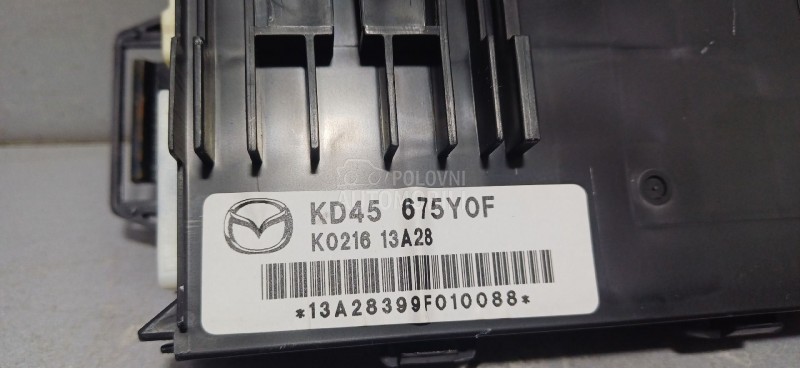 POLOVNI
AUTOMOBILI
KD45 675Y0F
K0216 13A28
*13A28399F010088*